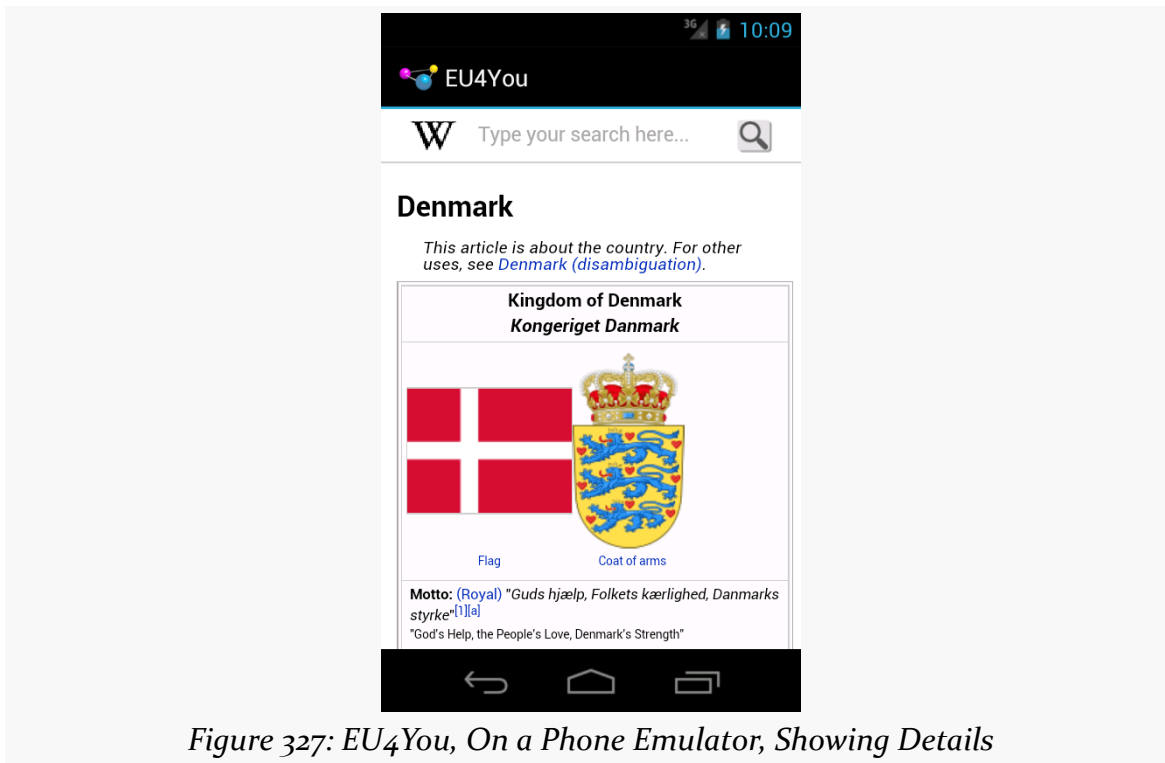 3G 10:09
EU4You
W Type your search here...
Denmark
This article is about the country. For other
uses, see Denmark (disambiguation).
Kingdom of Denmark
Kongeriget Danmark
Flag Coat of arms
Motto: (Royal) "Guds hjælp, Folkets kærlighed, Danmarks
styrke"[1][a]
"God's Help, the People's Love, Denmark's Strength"
Figure 327: EU4You, On a Phone Emulator, Showing Details